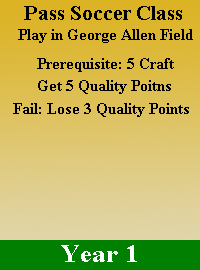 Pass Soccer Class
Play in George Allen Field
Prerequisite: 5 Craft
Get 5 Quality Poitns
Fail: Lose 3 Quality Points
Year 1